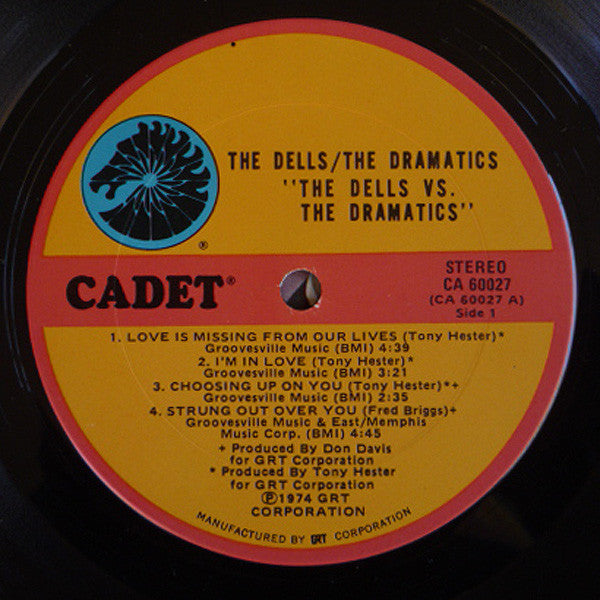 THE DELLS/THE DRAMATICS
"THE DELLS VS.
THE DRAMATICS"
®
CADET®
STEREO
CA 60027
(CA 60027 A)
Side 1
1. LOVE IS MISSING FROM OUR LIVES (Tony Hester)*
Groovesville Music (BMI) 4:39
2. I'M IN LOVE (Tony Hester)*
Groovesville Music (BMI) 3:21
3. CHOOSING UP ON YOU (Tony Hester)*+
Groovesville Music (BMI) 2:35
4. STRUNG OUT OVER YOU (Fred Briggs)+
Groovesville Music & East/Memphis
Music Corp. (BMI) 4:45
+ Produced By Don Davis
for GRT Corporation
* Produced By Tony Hester
for GRT Corporation
℗1974 GRT
CORPORATION
MANUFACTURED BY GRT CORPORATION